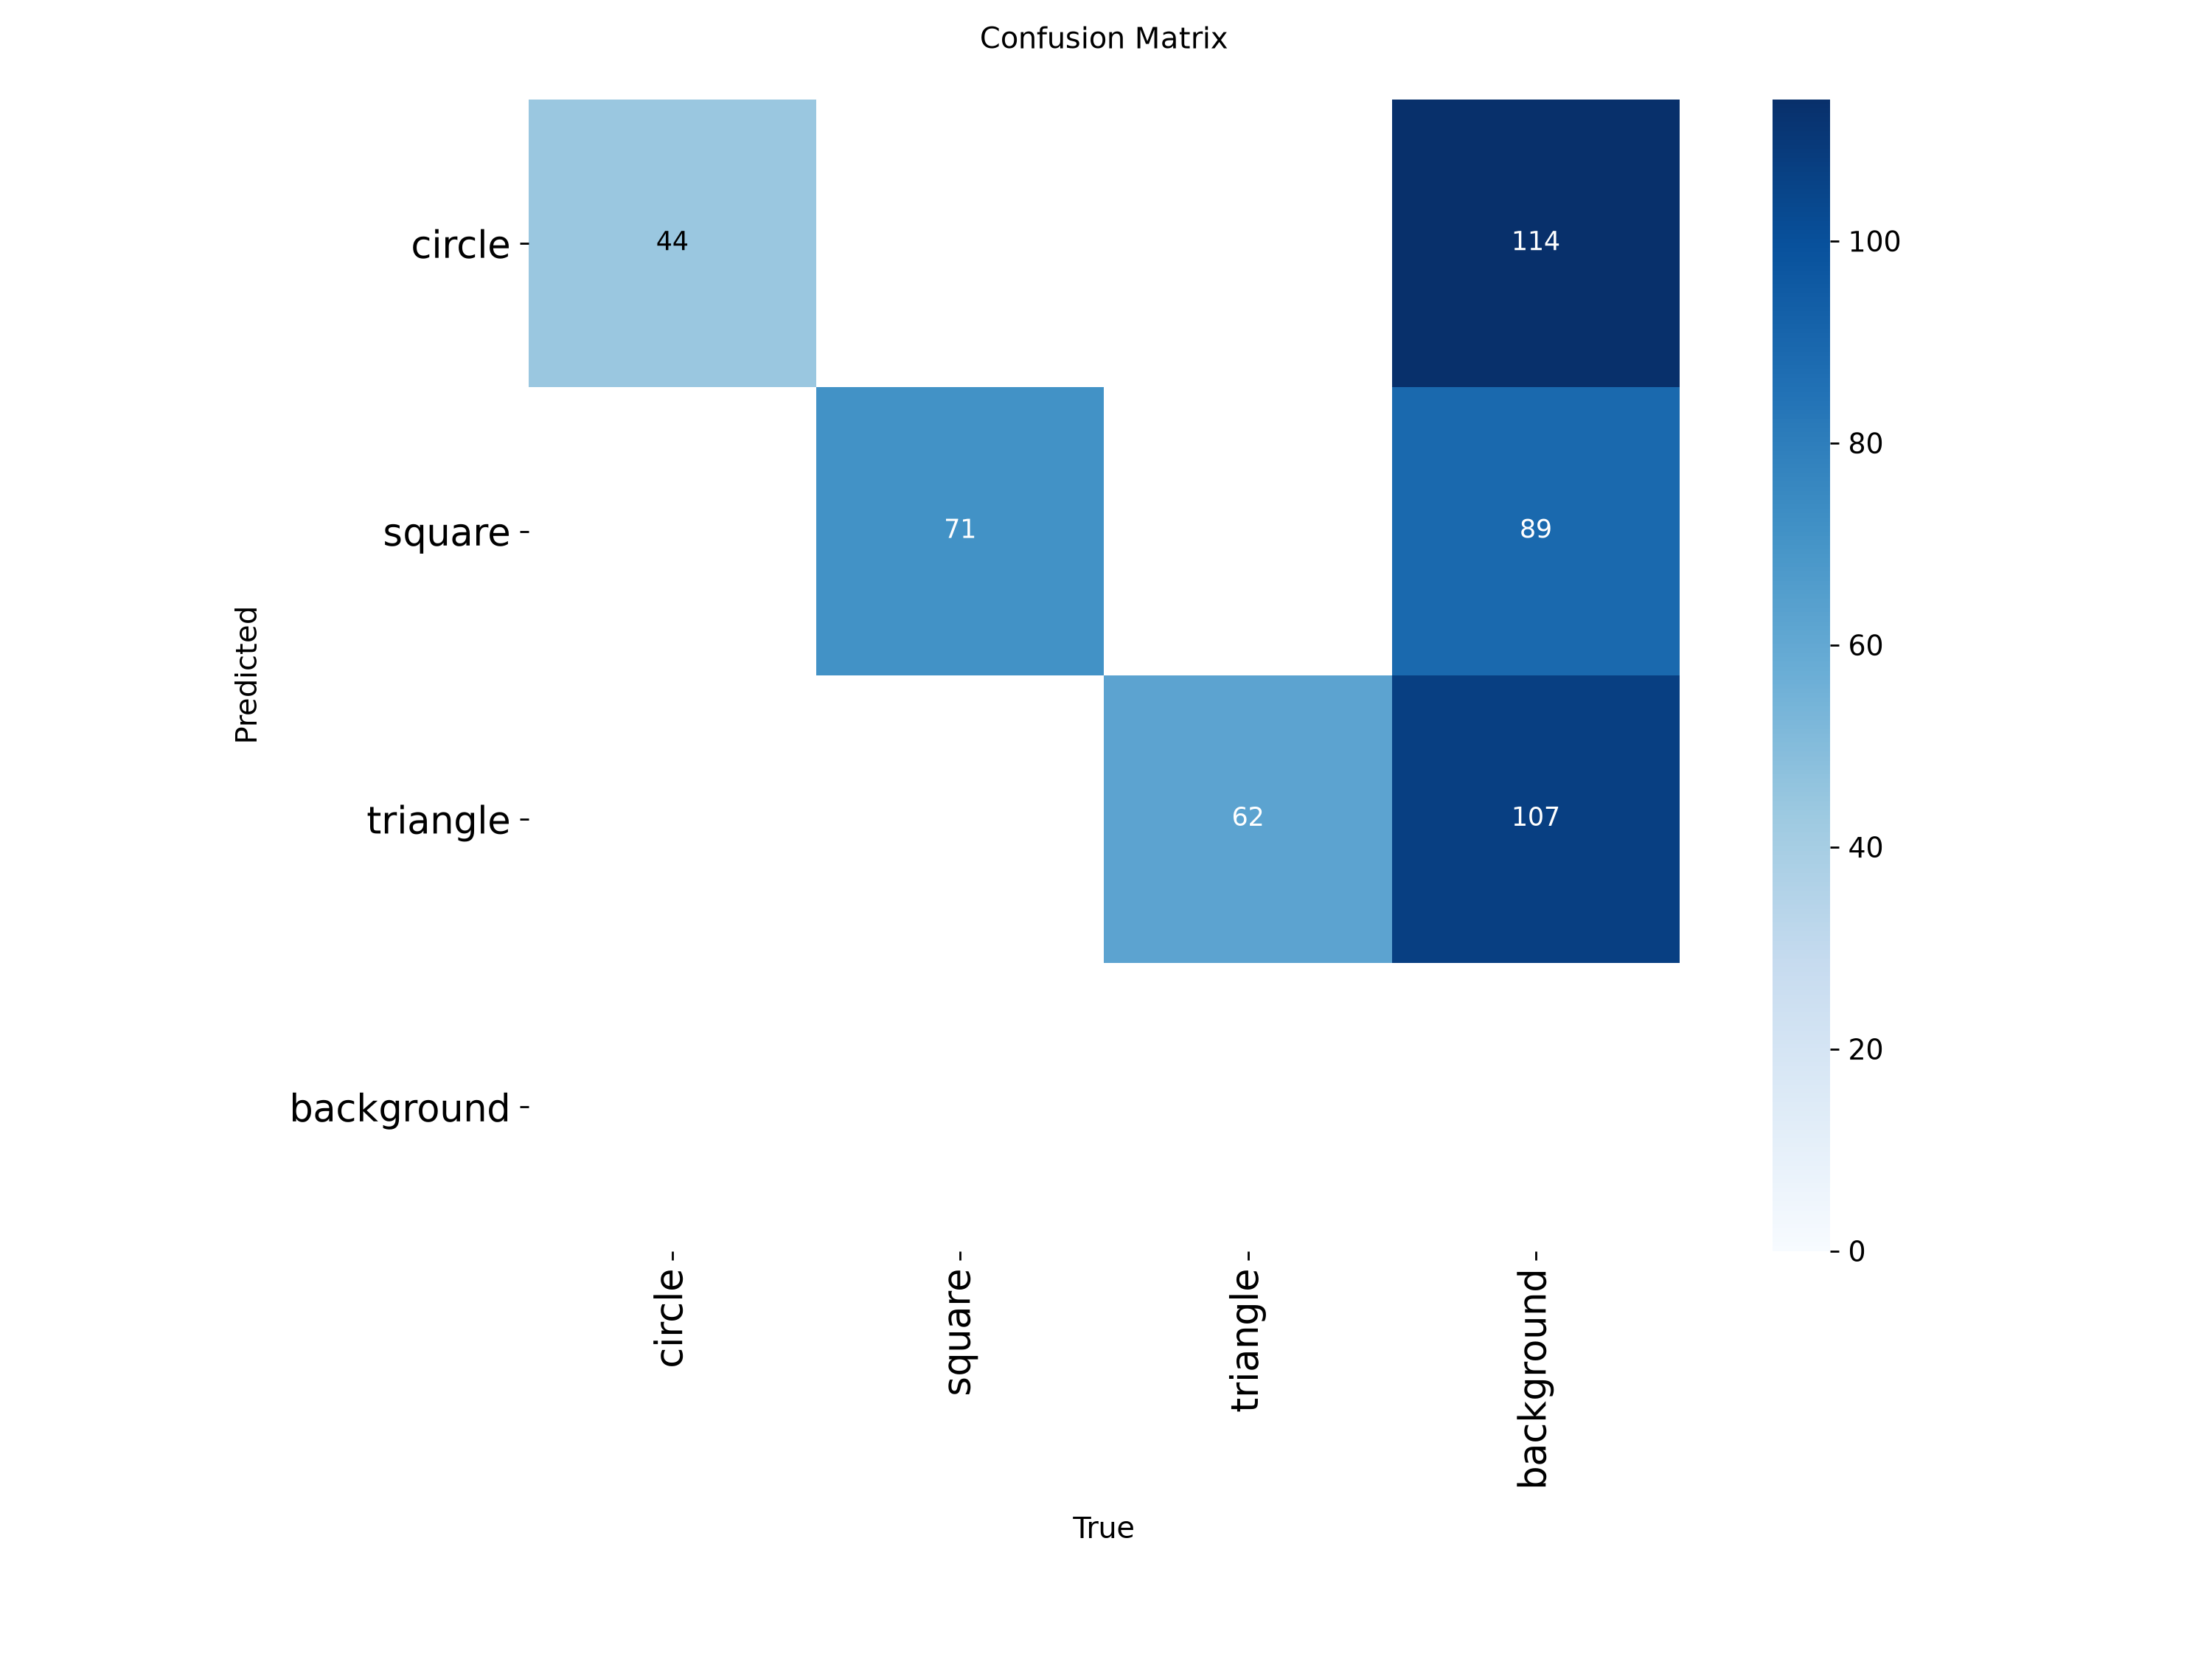 Confusion Matrix
circle
44
114
100
80
square
71
89
60
Predicted
triangle
62
107
40
20
background
0
circle
square
triangle
background
True